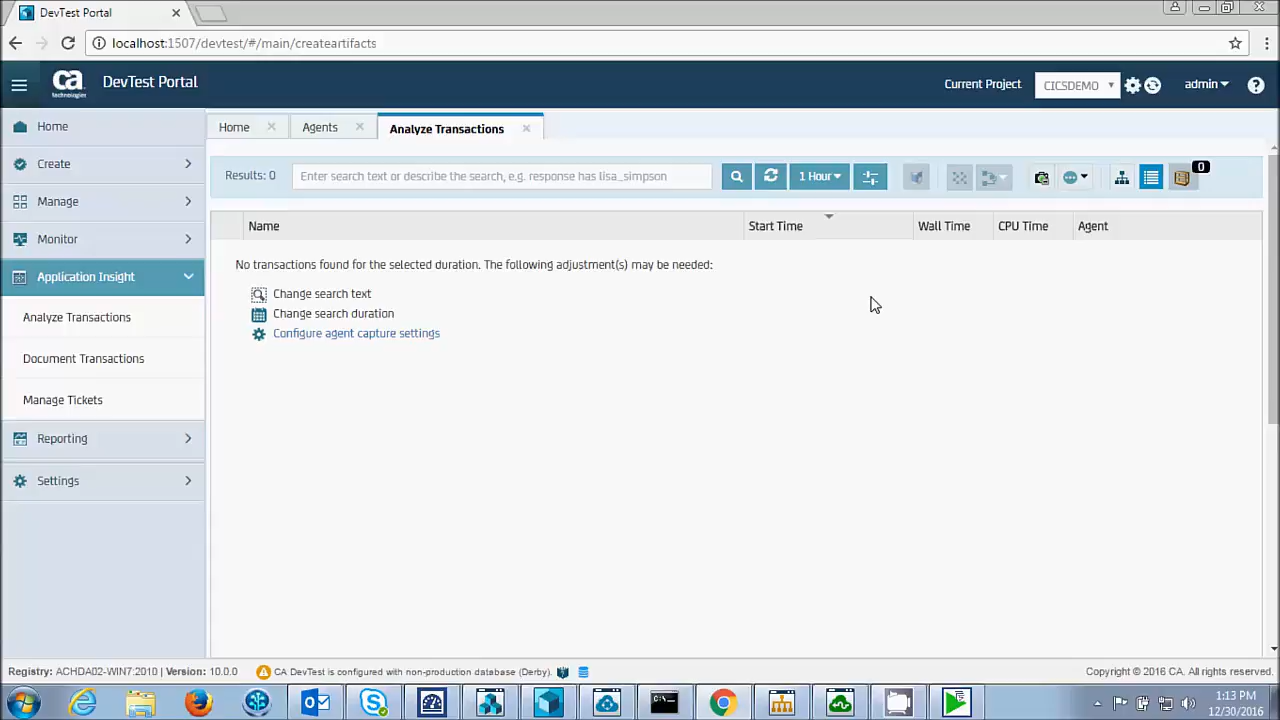 DevTest Portal
localhost:1507/devtest/#/main/createartifacts
ca technologies DevTest Portal Current Project CICSDEMO admin ?
Home
Create
Manage
Monitor
Application Insight
Analyze Transactions
Document Transactions
Manage Tickets
Reporting
Settings
Home Agents Analyze Transactions
Results: 0 Enter search text or describe the search, e.g. response has lisa_simpson 1 Hour 0
Name Start Time Wall Time CPU Time Agent
No transactions found for the selected duration. The following adjustment(s) may be needed:
Change search text
Change search duration
Configure agent capture settings
Registry: ACHDA02-WIN7:2010 | Version: 10.0.0 CA DevTest is configured with non-production database (Derby). Copyright © 2016 CA. All rights reserved.
1:13 PM
12/30/2016